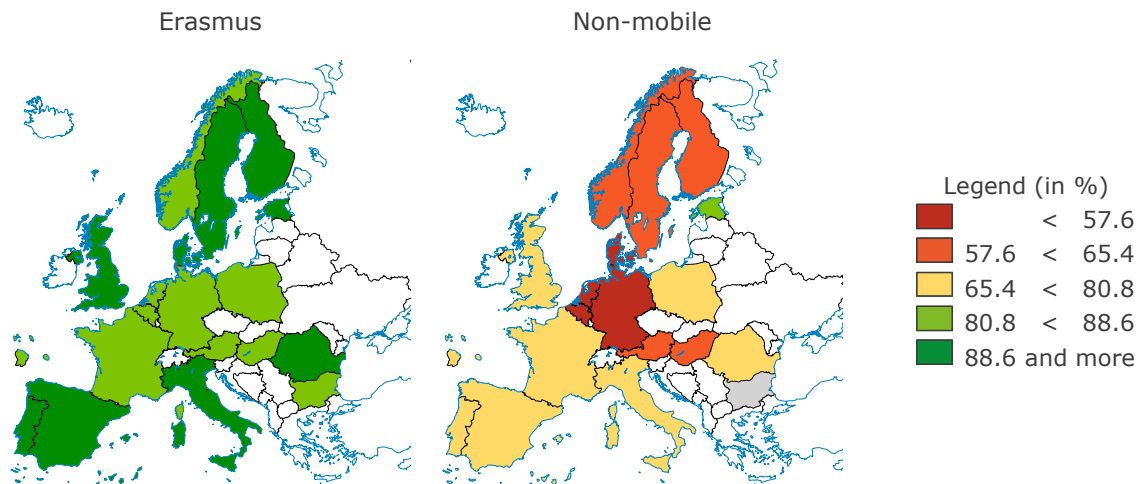 Erasmus
Non-mobile
Legend (in %)
< 57.6
57.6 < 65.4
65.4 < 80.8
80.8 < 88.6
88.6 and more